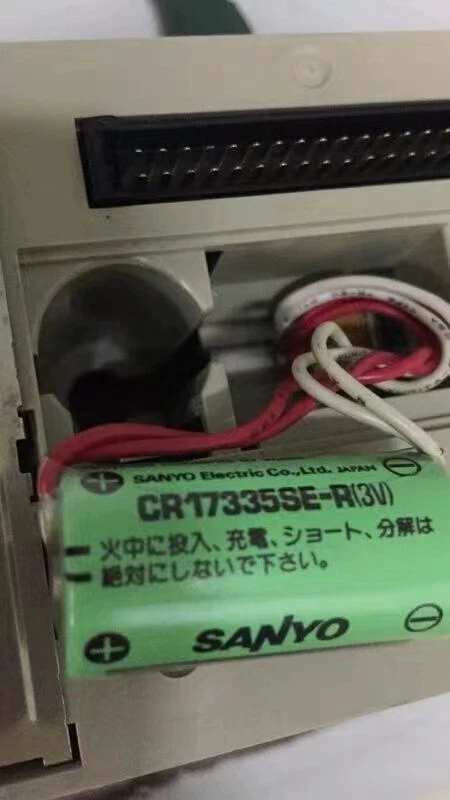 SANYO Electric Co., Ltd. JAPAN
CR17335SE-R(3V)
火中に投入、充電、ショート、分解は
絶対にしないで下さい。
SANYO